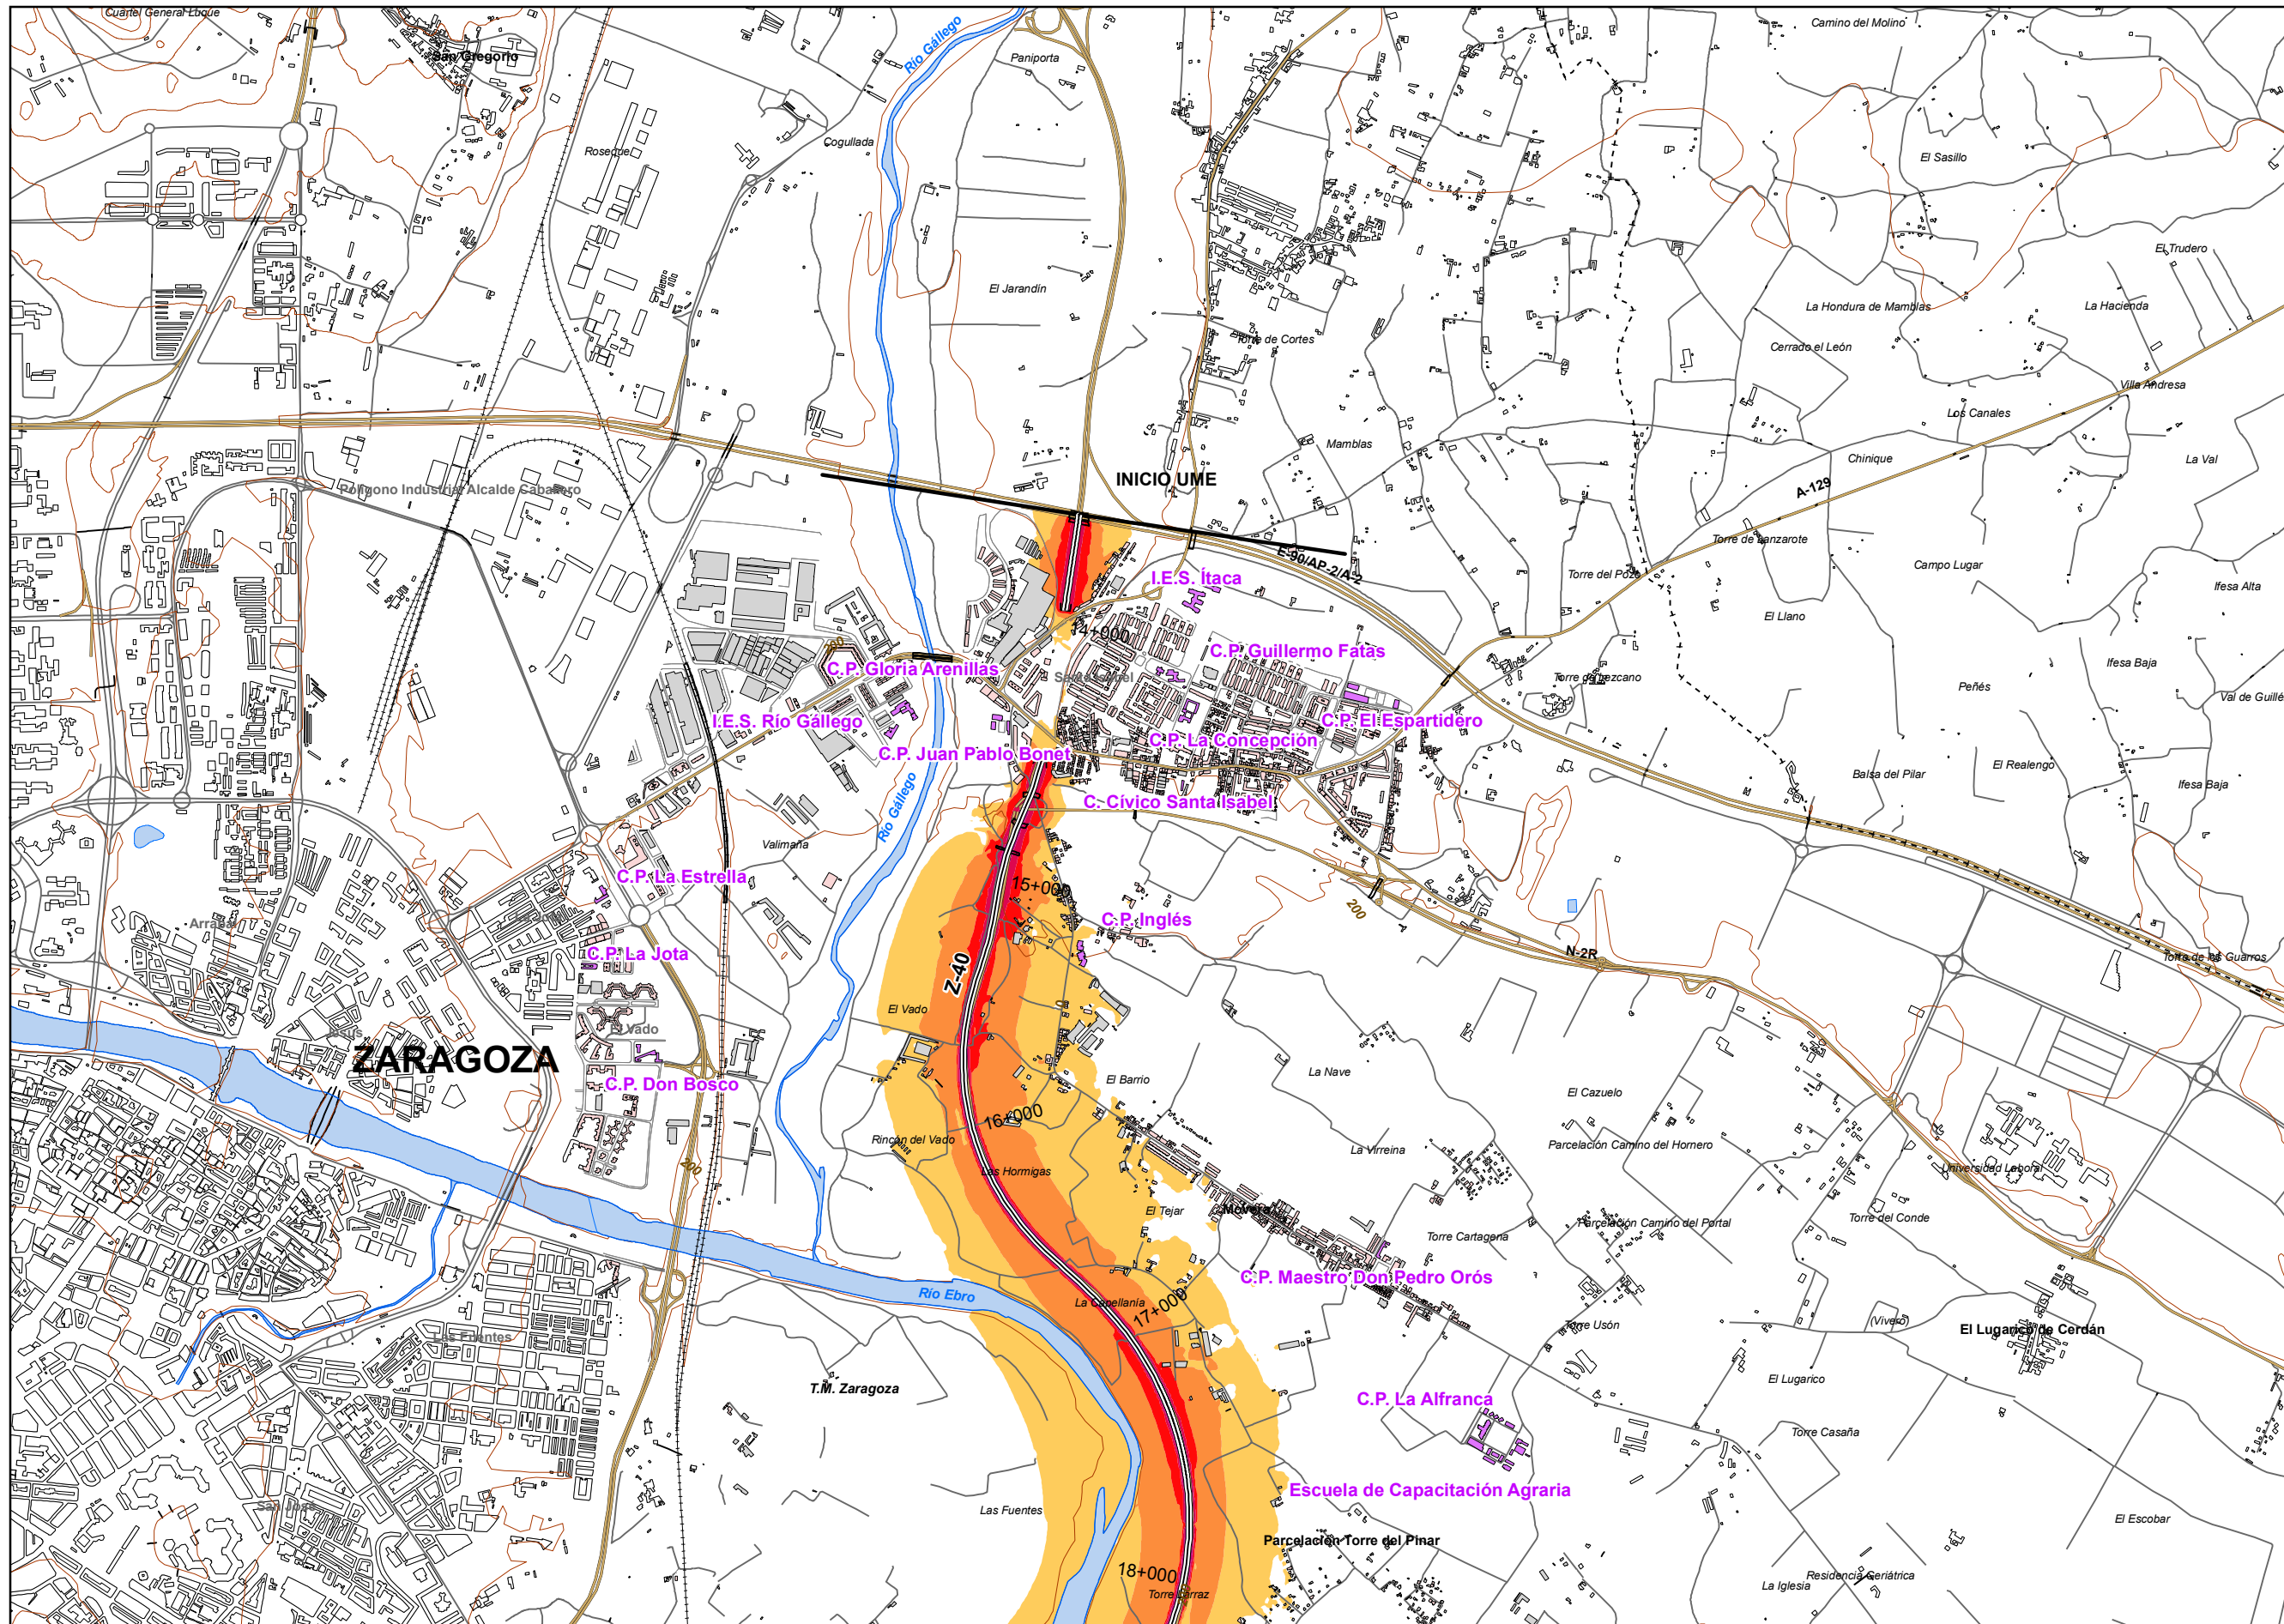 Cuartel General Luque
San Gregorio
Río Gállego
Paniporta
Camino del Molino
Cogullada
Roseque
El Sasillo
El Trudero
El Jarandín
La Hondura de Mamblas
La Hacienda
Torre de Cortes
Cerrado el León
Villa Andresa
Los Canales
Mamblas
Chinique
La Val
INICIO UME
Polígono Industrial Alcalde Caballero
A-129
Torre de Lanzarote
E-90/AP-2/A-2
Campo Lugar
Torre del Pozo
I.E.S. Ítaca
Ifesa Alta
El Llano
14+000
200
C.P. Guillermo Fatas
C.P. Gloria Arenillas
Santa Isabel
Ifesa Baja
Torre de Lezcano
Peñés
Val de Guillé
I.E.S. Río Gállego
C.P. El Espartidero
C.P. La Concepción
C.P. Juan Pablo Bonet
El Realengo
Balsa del Pilar
Ifesa Baja
C. Cívico Santa Isabel
Río Gállego
Valimaña
C.P. La Estrella
15+000
200
C.P. Inglés
Arrabal
La Jota
C.P. La Jota
N-2R
Torre de los Guarros
Z-40
El Vado
El Vado
Jesús
ZARAGOZA
La Nave
El Barrio
C.P. Don Bosco
El Cazuelo
16+000
Rincón del Vado
Parcelación Camino del Hornero
La Virreina
200
Las Hormigas
Universidad Laboral
El Tejar
Movera
Torre del Conde
Parcelación Camino del Portal
Torre Cartagena
C.P. Maestro Don Pedro Orós
Río Ebro
La Capellanía
17+000
(Vivero)
Torre Usón
El Lugarico de Cerdán
Las Fuentes
El Lugarico
T.M. Zaragoza
C.P. La Alfranca
Torre Casaña
Escuela de Capacitación Agraria
San José
Las Fuentes
El Escobar
Parcelación Torre del Pinar
18+000
Residencia Geriátrica
La Iglesia
Torre Larraz